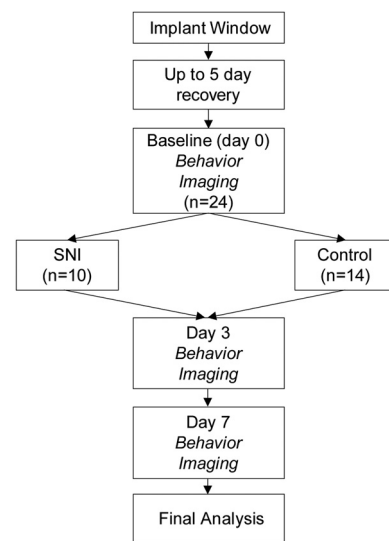 Implant Window
Up to 5 day
recovery
Baseline (day 0)
Behavior
Imaging
(n=24)
SNI
(n=10)
Control
(n=14)
Day 3
Behavior
Imaging
Day 7
Behavior
Imaging
Final Analysis